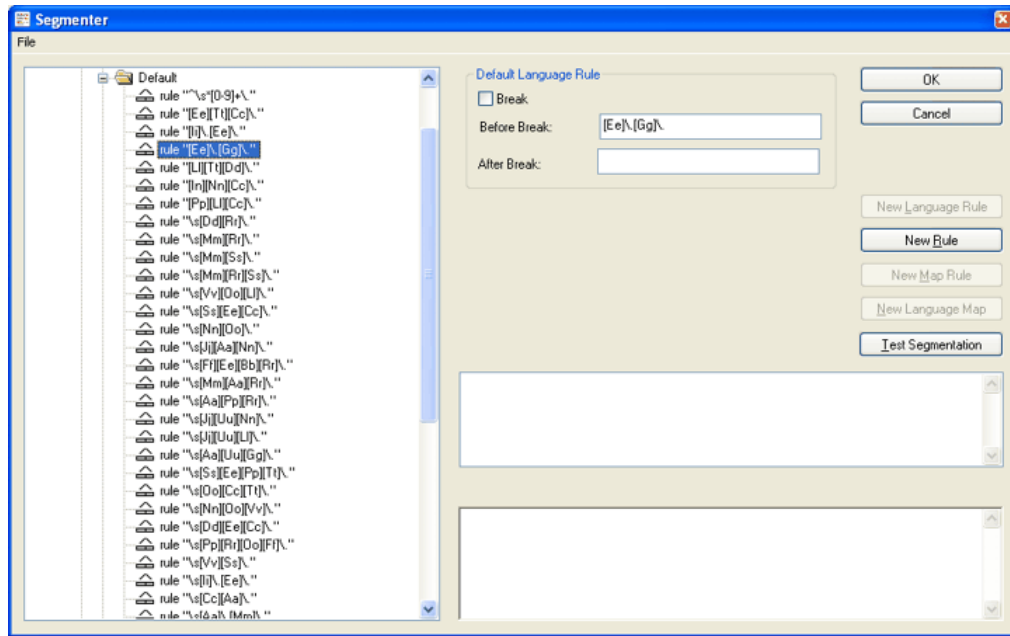 Segmenter
File
Default
rule "^\s*[0-9]+\."
rule "[Ee][Tt][Cc]\."
rule "[Ii]\.[Ee]\."
rule "[Ee]\.[Gg]\."
rule "[Ll][Tt][Dd]\."
rule "[In][Nn][Cc]\."
rule "[Pp][Ll][Cc]\."
rule "\s[Dd][Rr]\."
rule "\s[Mm][Rr]\."
rule "\s[Mm][Ss]\."
rule "\s[Mm][Rr][Ss]\."
rule "\s[Vv][Oo][Ll]\."
rule "\s[Ss][Ee][Cc]\."
rule "\s[Nn][Oo]\."
rule "\s[Jj][Aa][Nn]\."
rule "\s[Ff][Ee][Bb][Rr]\."
rule "\s[Mm][Aa][Rr]\."
rule "\s[Aa][Pp][Rr]\."
rule "\s[Jj][Uu][Nn]\."
rule "\s[Jj][Uu][Ll]\."
rule "\s[Aa][Uu][Gg]\."
rule "\s[Ss][Ee][Pp][Tt]\."
rule "\s[Oo][Cc][Tt]\."
rule "\s[Nn][Oo][Vv]\."
rule "\s[Dd][Ee][Cc]\."
rule "\s[Pp][Rr][Oo][Ff]\."
rule "\s[Vv][Ss]\."
rule "\s[Ii]\.[Ee]\."
rule "\s[Cc][Aa]\."
rule "\s[Aa]\.[Mm]\."
Default Language Rule
Break
Before Break: [Ee]\.[Gg]\.
After Break:
OK
Cancel
New Language Rule
New Rule
New Map Rule
New Language Map
Test Segmentation